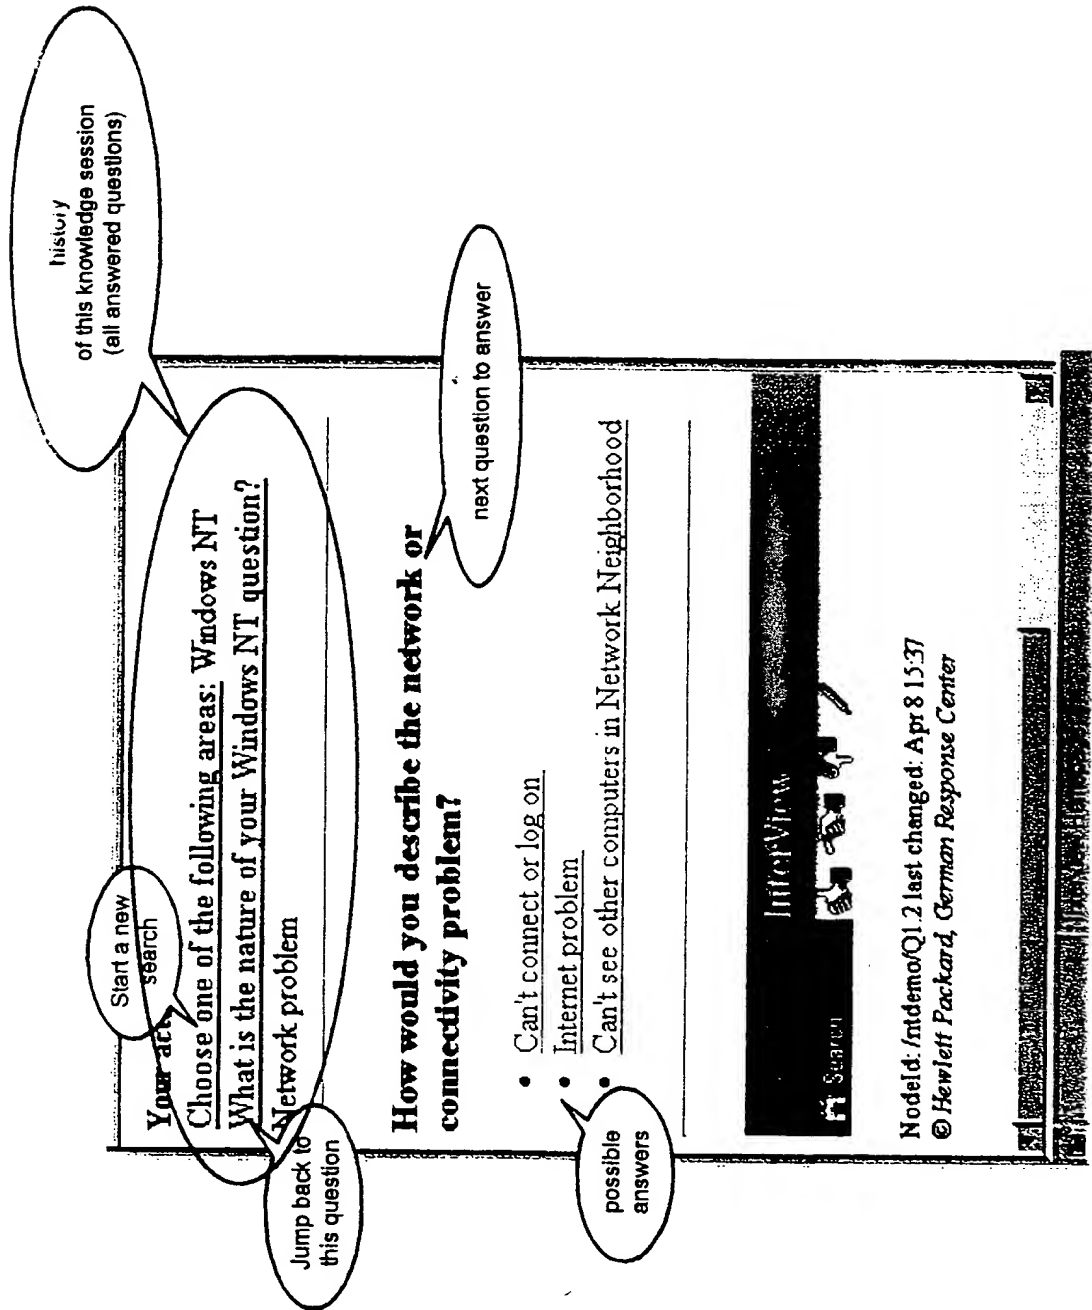 history
of this knowledge session
(all answered questions)
Start a new
search
Your
Choose one of the following areas: Windows NT
What is the nature of your Windows NT question?
Network problem
Jump back to
this question
How would you describe the network or
connectivity problem?
next question to answer
• Can't connect or log on
• Internet problem
• Can't see other computers in Network Neighborhood
possible
answers
InterView
Search
NodeId: /ntdemo/Q1.2 last changed: Apr 8 15:37
© Hewlett Packard, German Response Center